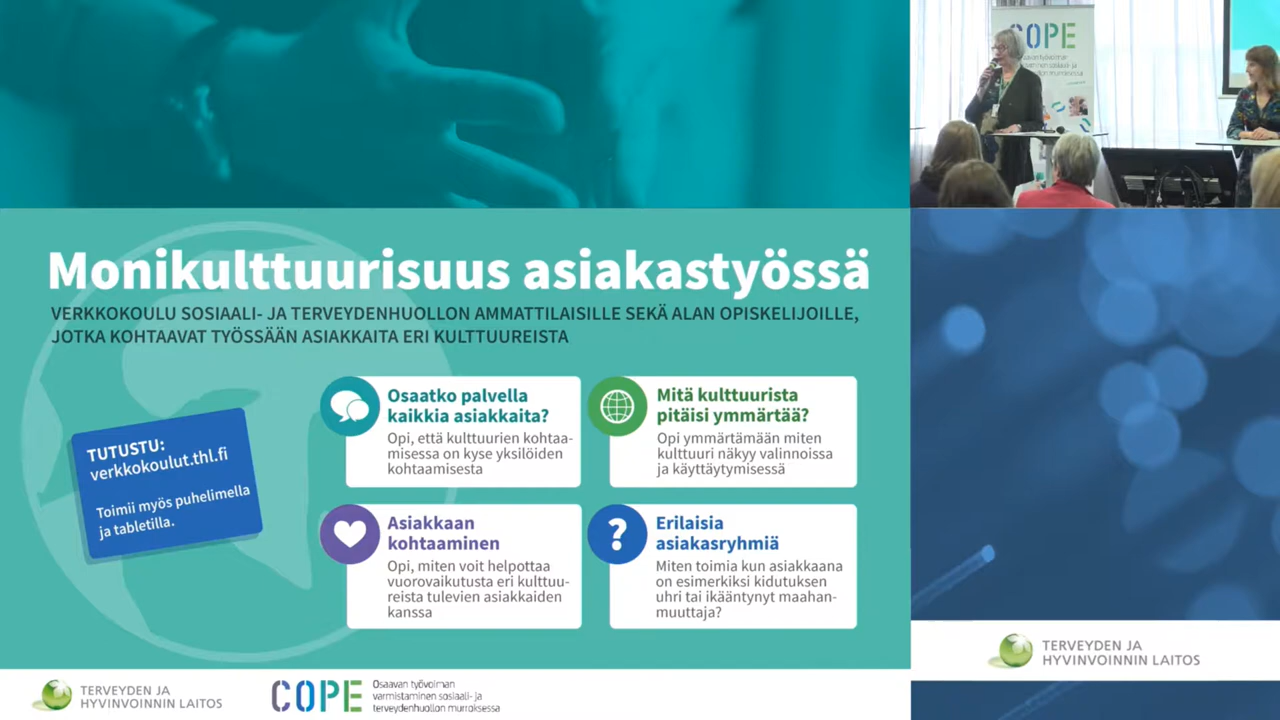 Monikulttuurisuus asiakastyössä
VERKKOKOULU SOSIAALI- JA TERVEYDENHUOLLON AMMATTILAISILLE SEKÄ ALAN OPISKELIJOILLE,
JOTKA KOHTAAVAT TYÖSSÄÄN ASIAKKAITA ERI KULTTUUREISTA
TUTUSTU:
verkkokoulut.thl.fi
Toimii myös puhelimella
ja tabletilla.
Osaatko palvella
kaikkia asiakkaita?
Opi, että kulttuurien kohtaa-
misessa on kyse yksilöiden
kohtaamisesta
Mitä kulttuurista
pitäisi ymmärtää?
Opi ymmärtämään miten
kulttuuri näkyy valinnoissa
ja käyttäytymisessä
Asiakkaan
kohtaaminen
Opi, miten voit helpottaa
vuorovaikutusta eri kulttuu-
reista tulevien asiakkaiden
kanssa
Erilaisia
asiakasryhmiä
Miten toimia kun asiakkaana
on esimerkiksi kidutuksen
uhri tai ikääntynyt maahan-
muuttaja?
TERVEYDEN JA
HYVINVOINNIN LAITOS
COPE
Osaavan työvoiman
varmistaminen sosiaali- ja
terveydenhuollon murroksessa
COPE
TERVEYDEN JA
HYVINVOINNIN LAITOS